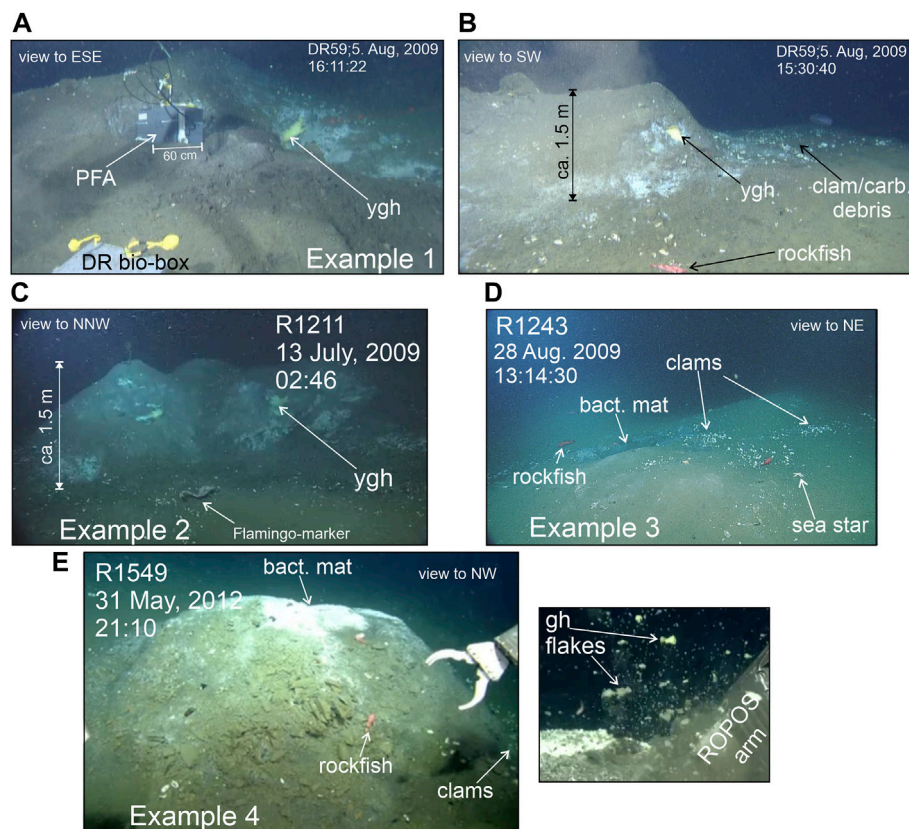 A
view to ESE
DR59;5. Aug, 2009
16:11:22
PFA
60 cm
ygh
DR bio-box
Example 1
B
view to SW
DR59;5. Aug, 2009
15:30:40
ca. 1.5 m
ygh
clam/carb.
debris
rockfish
C
view to NNW
R1211
13 July, 2009
02:46
ca. 1.5 m
ygh
Flamingo-marker
Example 2
D
R1243
28 Aug. 2009
13:14:30
view to NE
clams
bact. mat
rockfish
sea star
Example 3
E
R1549
31 May, 2012
21:10
bact. mat
view to NW
rockfish
clams
Example 4
gh
flakes
ROPOS
arm